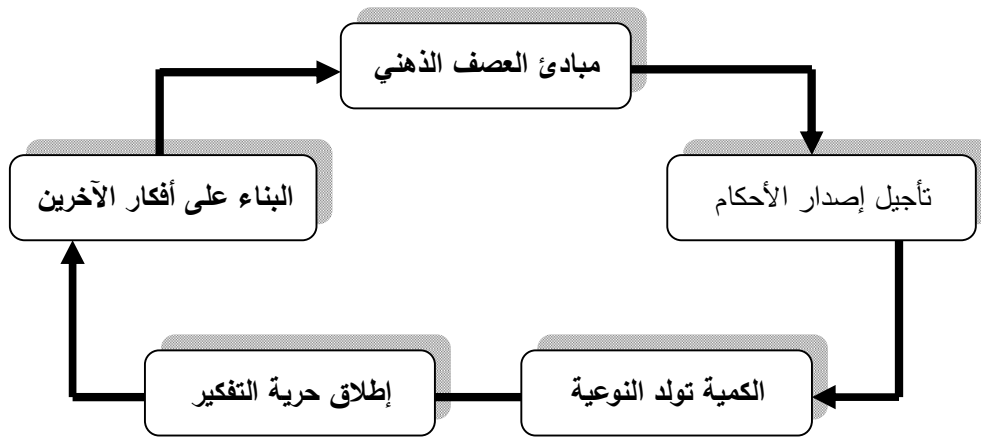 مبادئ العصف الذهني
تأجيل إصدار الأحكام
الكمية تولد النوعية
إطلاق حرية التفكير
البناء على أفكار الآخرين